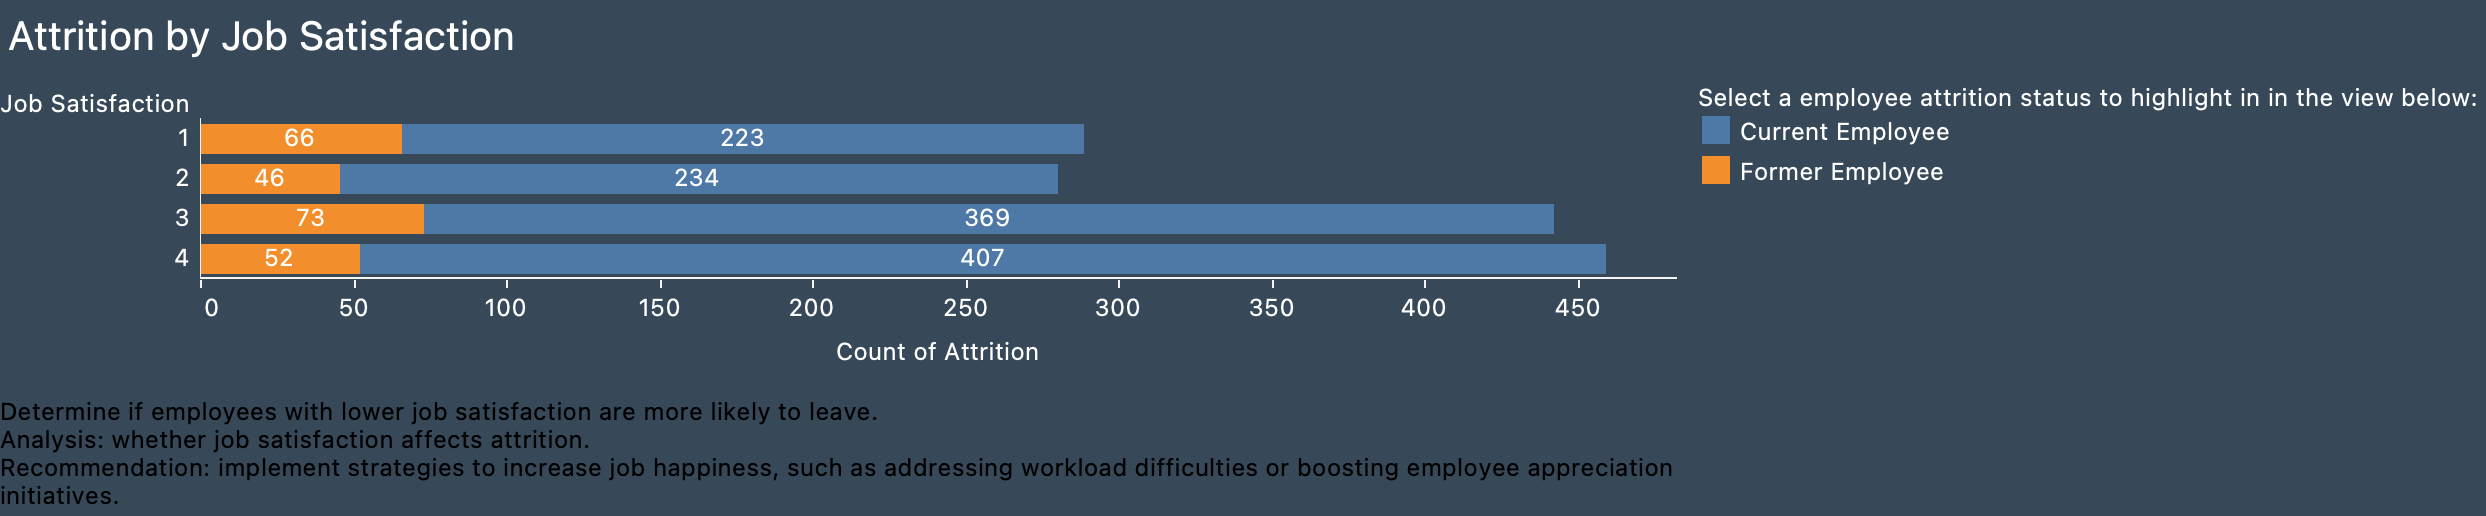 Attrition by Job Satisfaction
Job Satisfaction
Select a employee attrition status to highlight in in the view below:
Current Employee
Former Employee
1 66 223
2 46 234
3 73 369
4 52 407
0 50 100 150 200 250 300 350 400 450
Count of Attrition
Determine if employees with lower job satisfaction are more likely to leave.
Analysis: whether job satisfaction affects attrition.
Recommendation: implement strategies to increase job happiness, such as addressing workload difficulties or boosting employee appreciation
initiatives.